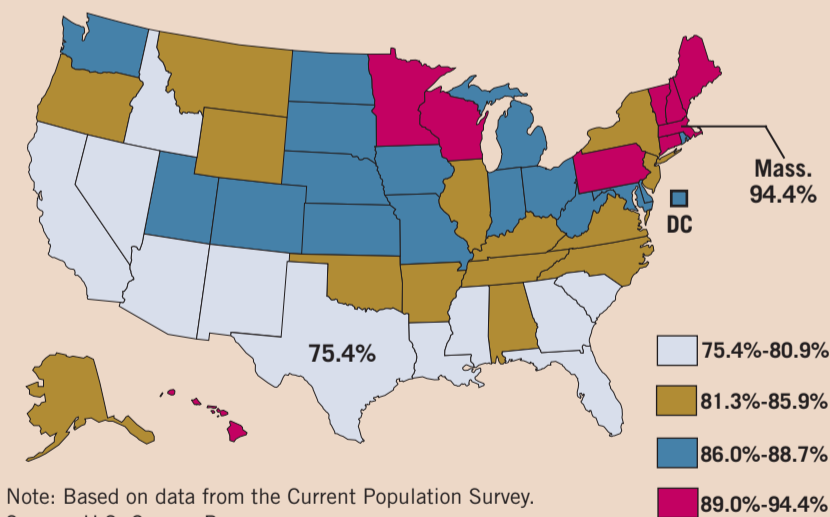 Mass.
94.4%
DC
75.4%
75.4%-80.9%
81.3%-85.9%
86.0%-88.7%
89.0%-94.4%
Note: Based on data from the Current Population Survey.